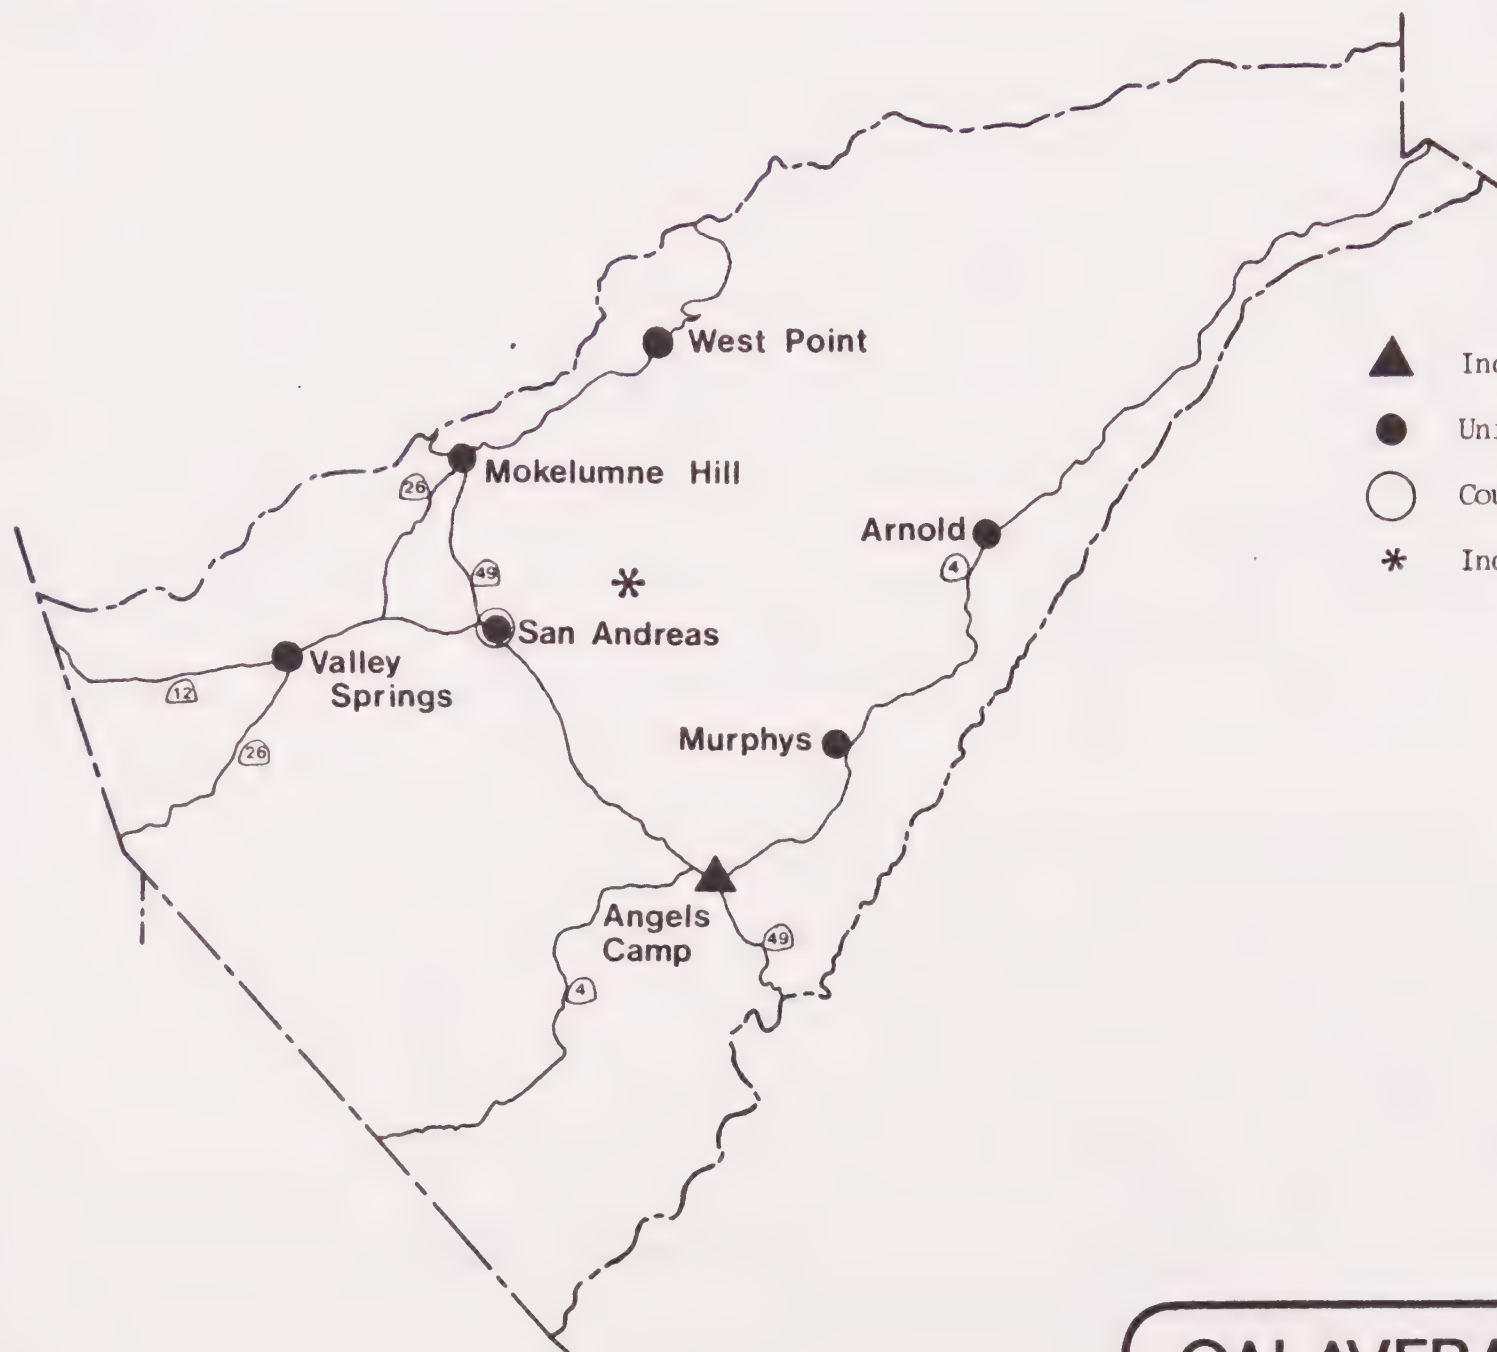 West Point
Mokelumne Hill
26
Arnold
4
49
San Andreas
Valley
Springs
12
26
Murphys
Angels
Camp
49
4
*